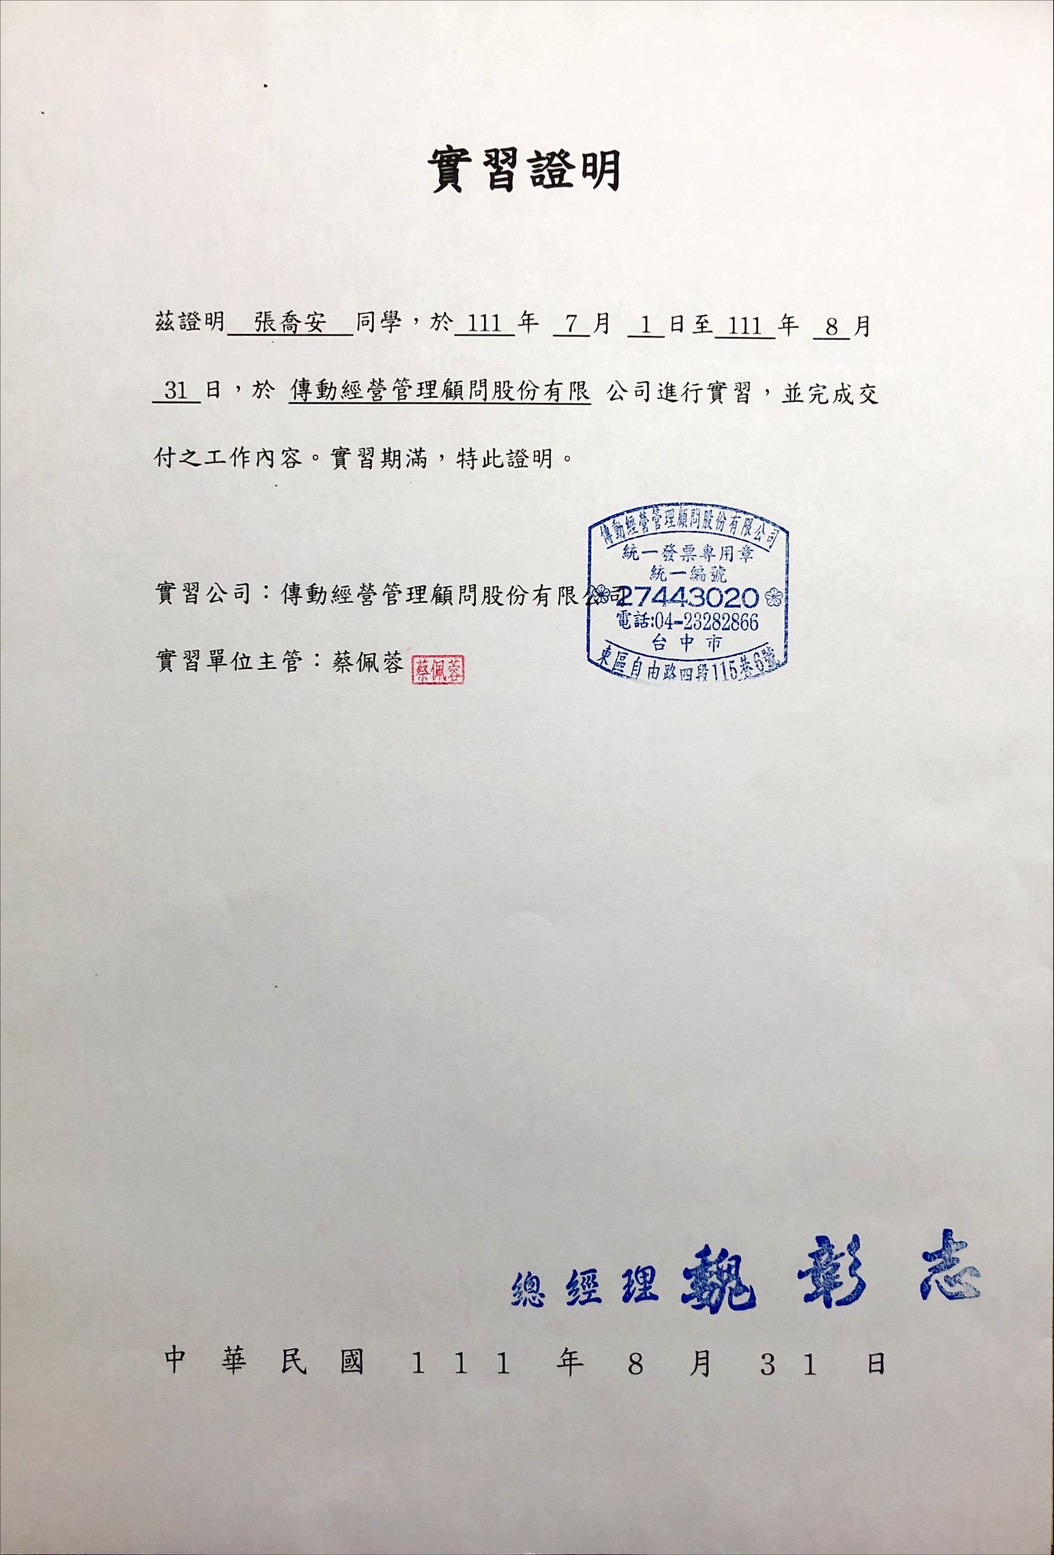 實習證明
茲證明 張喬安 同學，於 111 年 7 月 1 日至 111 年 8 月
31 日，於 傳動經營管理顧問股份有限 公司進行實習，並完成交
付之工作內容。實習期滿，特此證明。
實習公司：傳動經營管理顧問股份有限公司
傳動經營管理顧問股份有限公司
統一發票專用章
統一編號
27443020
電話:04-23282866
台中市
東區自由路四段115巷6號
實習單位主管：蔡佩蓉 蔡佩蓉
總經理 魏彰志
中華民國 111 年 8 月 31 日